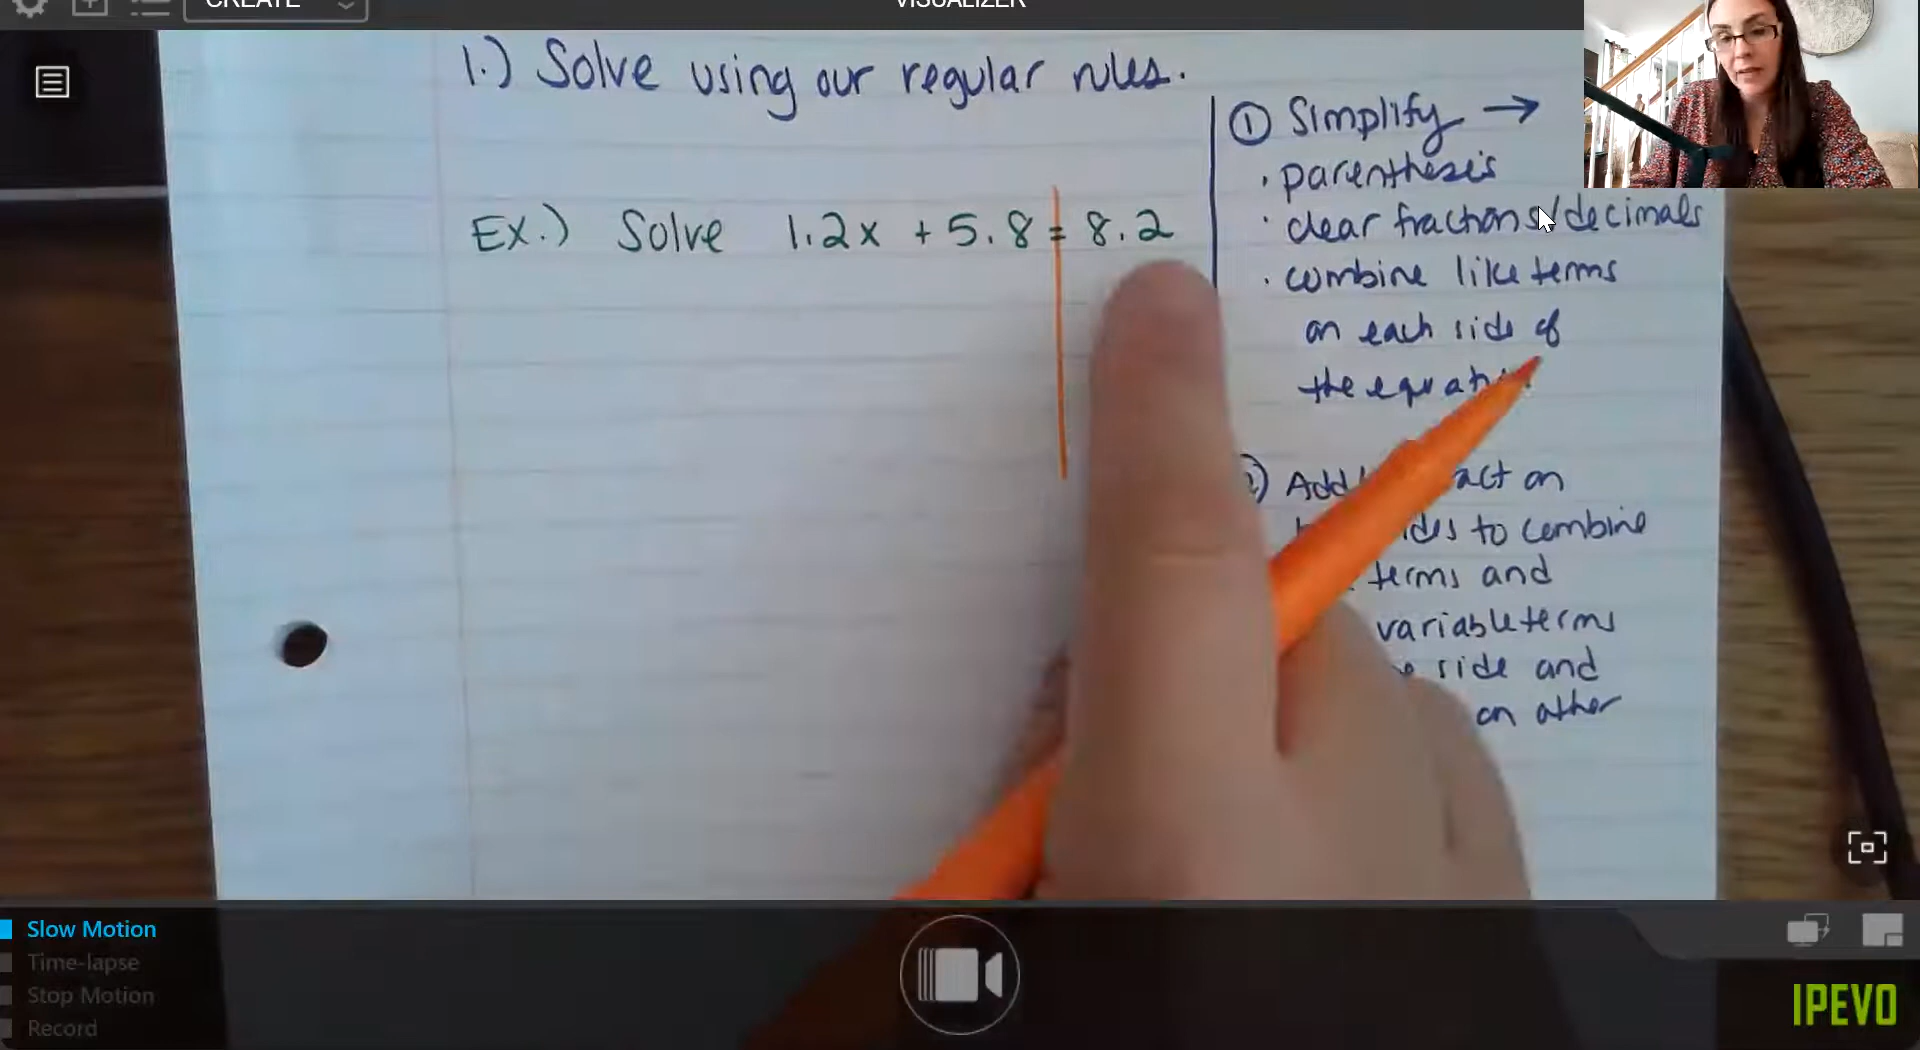 CREATE
VISUALIZER
1.) Solve using our regular rules.
Ex.) Solve 1.2x + 5.8 = 8.2
① Simplify →
· parenthesis
· clear fractions/decimals
· combine like terms
on each side of
the
Add on
to combine
terms and
variable terms
side and
on other
Slow Motion
Time-lapse
Stop Motion
Record
IPEVO